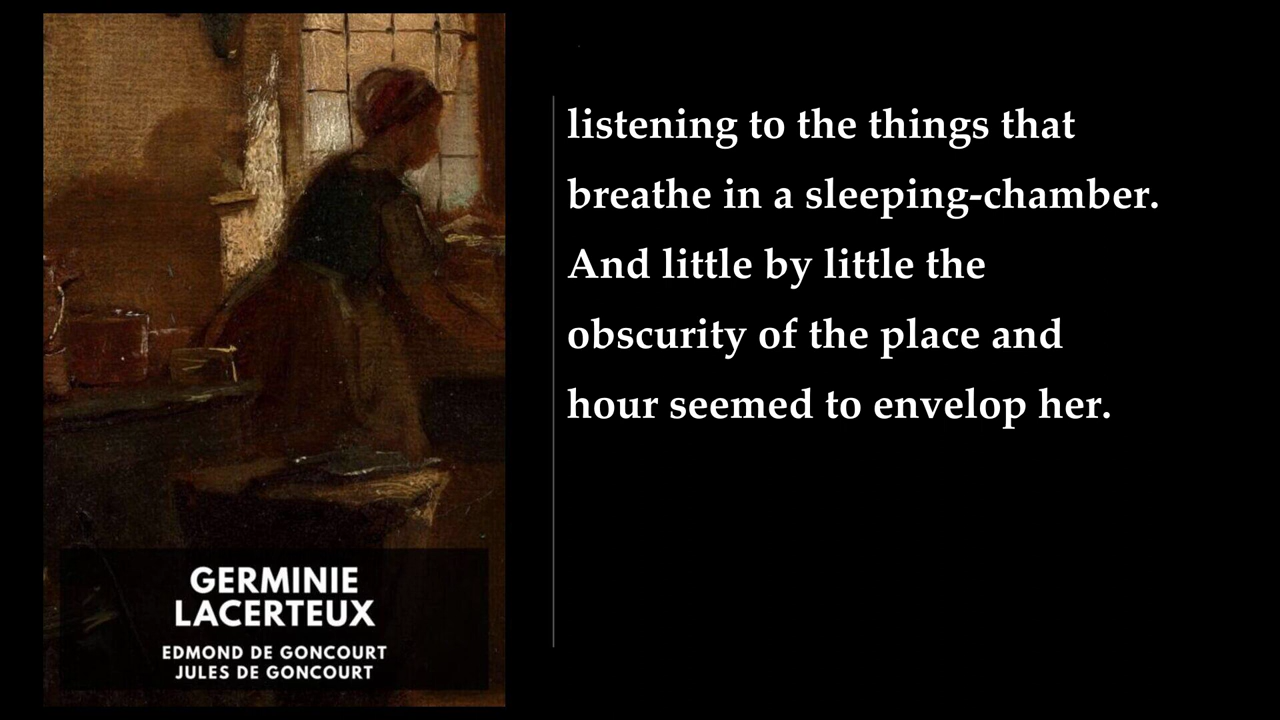 listening to the things that
breathe in a sleeping-chamber.
And little by little the
obscurity of the place and
hour seemed to envelop her.
GERMINIE
LACERTEUX
EDMOND DE GONCOURT
JULES DE GONCOURT